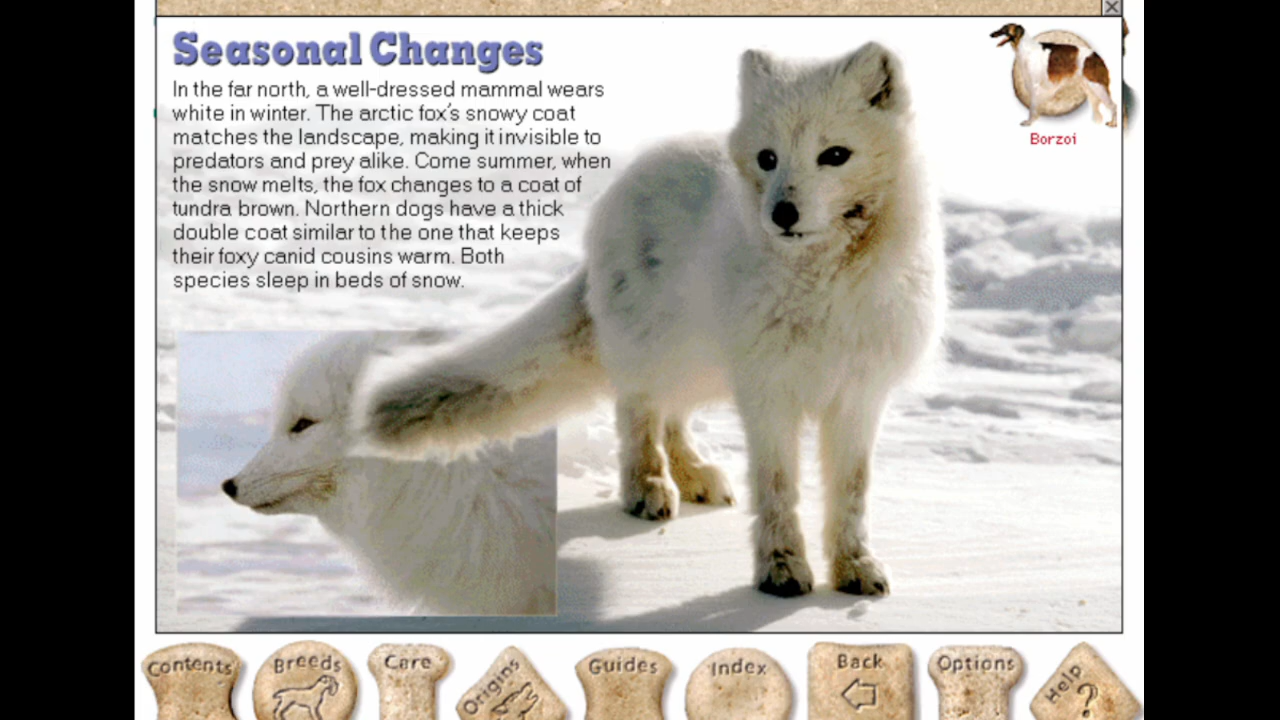 Seasonal Changes
In the far north, a well-dressed mammal wears
white in winter. The arctic fox's snowy coat
matches the landscape, making it invisible to
predators and prey alike. Come summer, when
the snow melts, the fox changes to a coat of
tundra brown. Northern dogs have a thick
double coat similar to the one that keeps
their foxy canid cousins warm. Both
species sleep in beds of snow.
Borzoi
Contents
Breeds
Care
Origins
Guides
Index
Back
Options
Help
?